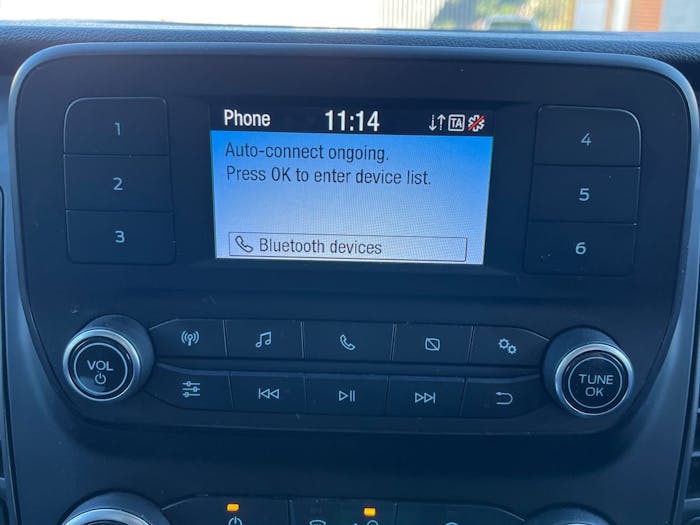 Phone 11:14 TA
Auto-connect ongoing.
Press OK to enter device list.
Bluetooth devices
1
2
3
4
5
6
VOL
TUNE
OK